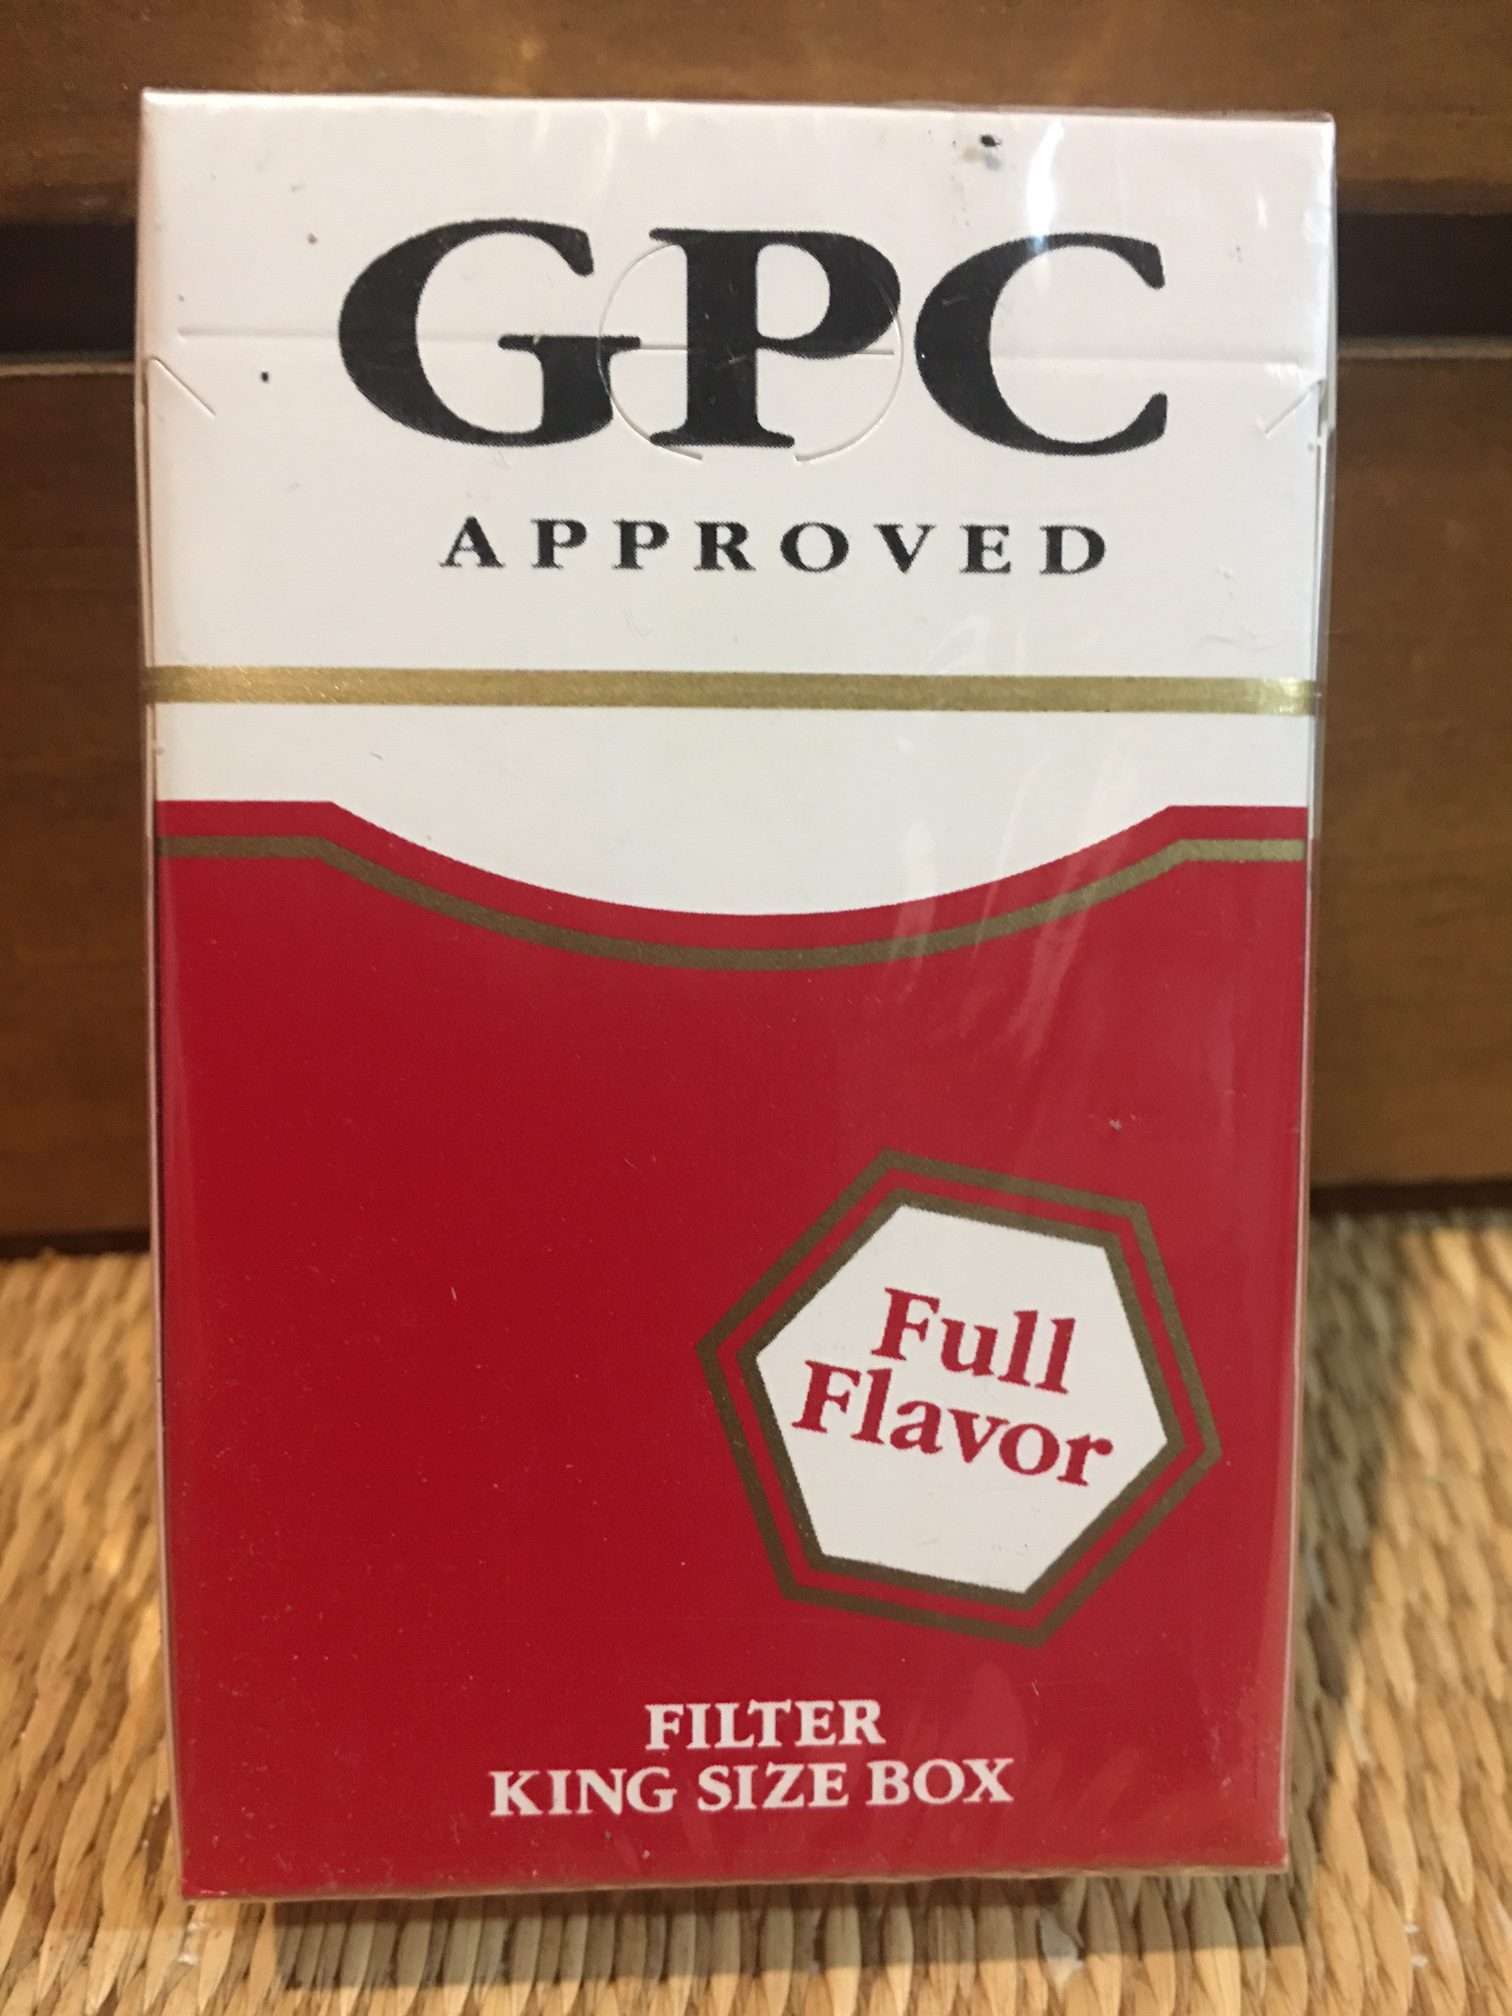 GPC
APPROVED
Full
Flavor
FILTER
KING SIZE BOX